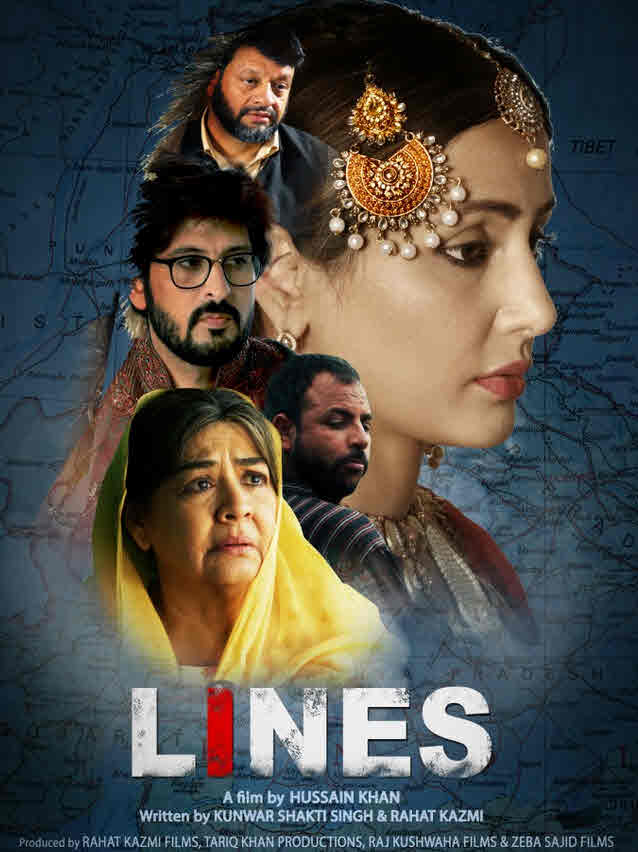 TIBET
PRADESH
LINES
A film by HUSSAIN KHAN
Written by KUNWAR SHAKTI SINGH & RAHAT KAZMI
Produced by RAHAT KAZMI FILMS, TARIQ KHAN PRODUCTIONS, RAJ KUSHWAHA FILMS & ZEBA SAJID FILMS